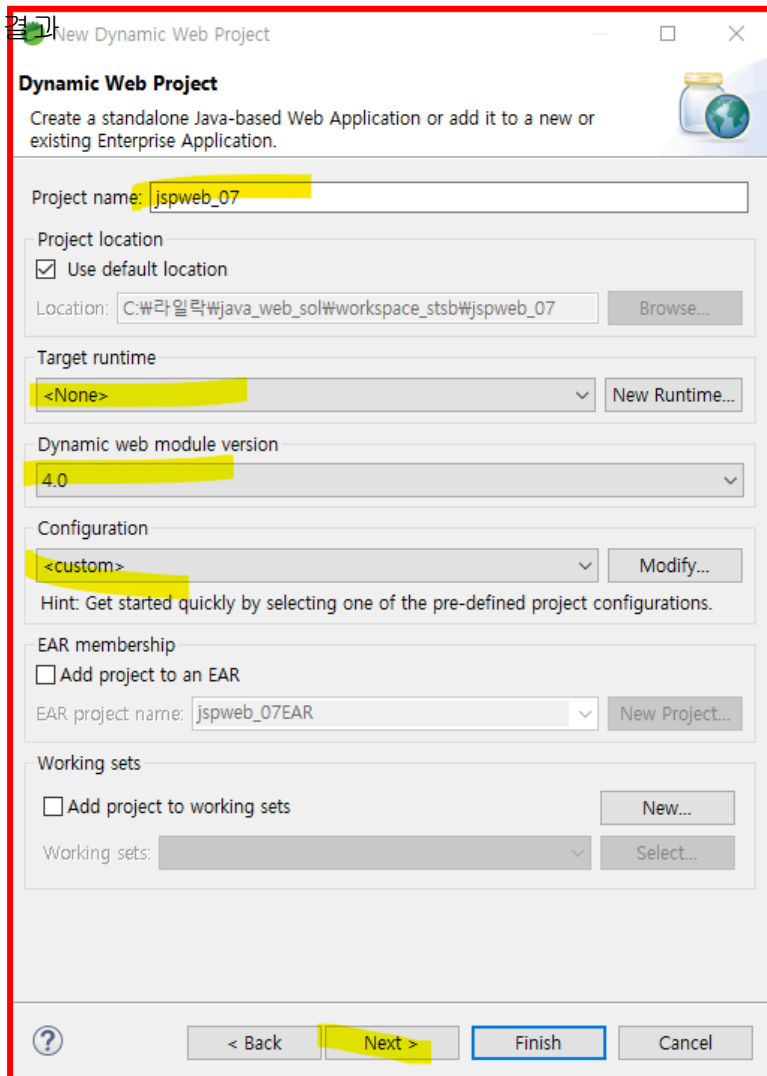 결과
New Dynamic Web Project
Dynamic Web Project
Create a standalone Java-based Web Application or add it to a new or
existing Enterprise Application.
Project name: jspweb_07
Project location
Use default location
Location: C:₩라일락₩java_web_sol₩workspace_stsb₩jspweb_07 Browse...
Target runtime
<None> New Runtime...
Dynamic web module version
4.0
Configuration
<custom> Modify...
Hint: Get started quickly by selecting one of the pre-defined project configurations.
EAR membership
Add project to an EAR
EAR project name: jspweb_07EAR New Project...
Working sets
Add project to working sets New...
Working sets: Select...
? < Back Next > Finish Cancel